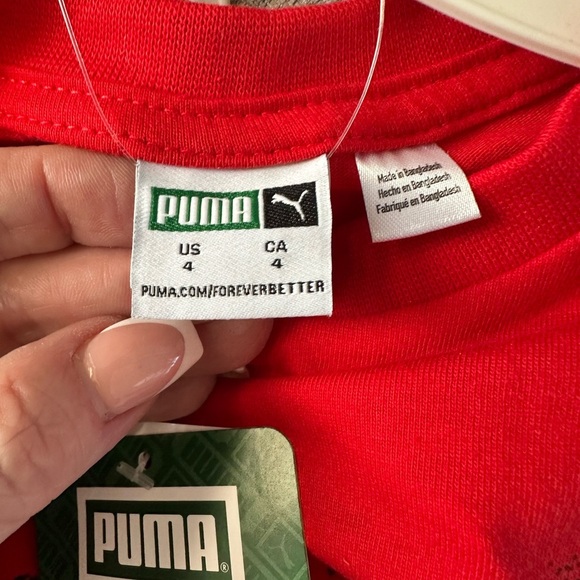 PUMA
US CA
4 4
PUMA.COM/FOREVERBETTER
Made in Bangladesh
Hecho en Bangladesh
Fabriqué en Bangladesh
PUMA®